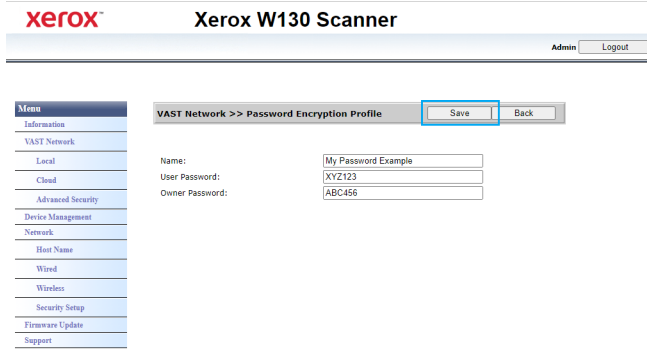 xerox™ Xerox W130 Scanner
Admin Logout
Menu
Information
VAST Network
Local
Cloud
Advanced Security
Device Management
Network
Host Name
Wired
Wireless
Security Setup
Firmware Update
Support
VAST Network >> Password Encryption Profile Save Back
Name: My Password Example
User Password: XYZ123
Owner Password: ABC456